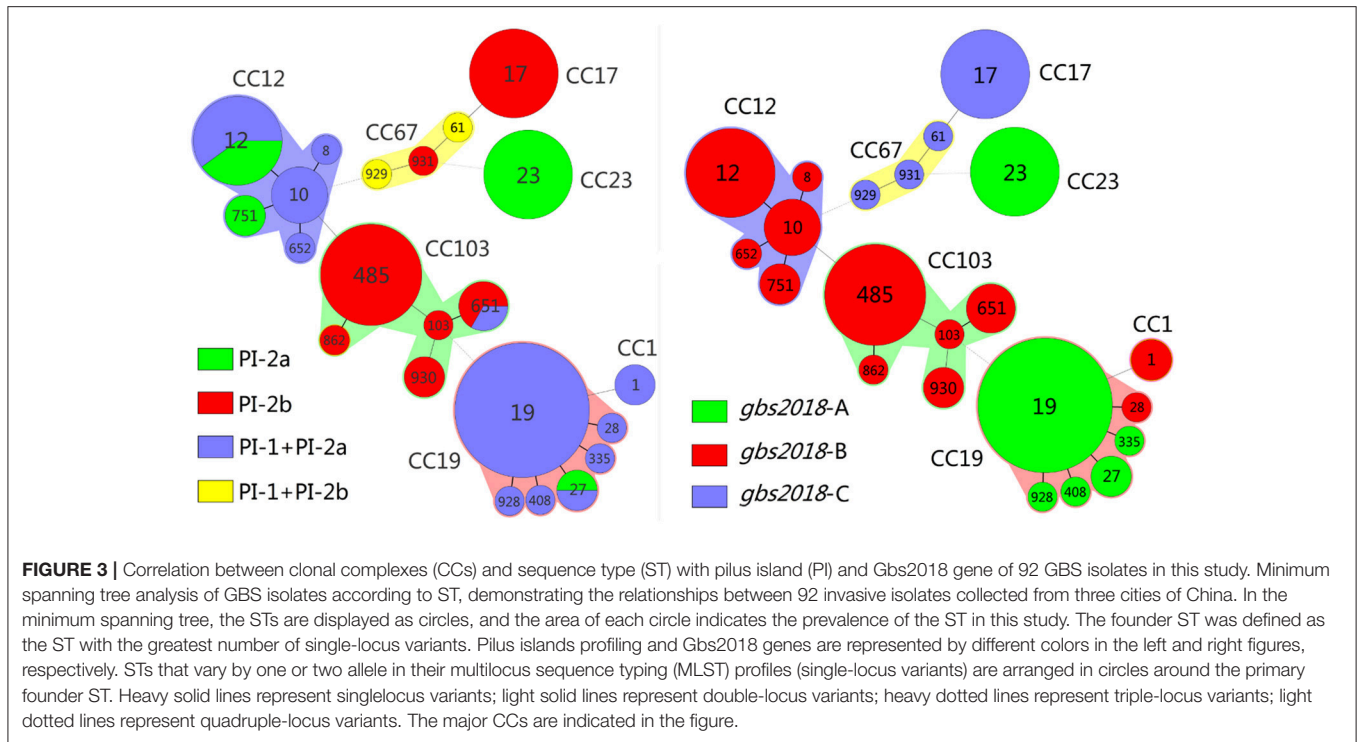 CC12
17
CC17
12
8
CC67
61
931
929
10
23
CC23
751
652
CC103
485
651
103
862
930
CC1
1
19
28
335
CC19
27
408
928
PI-2a
PI-2b
PI-1+PI-2a
PI-1+PI-2b
17
CC17
CC12
12
8
CC67
61
931
929
10
23
CC23
652
751
CC103
485
651
103
862
930
CC1
1
19
28
335
CC19
27
408
928
gbs2018-A
gbs2018-B
gbs2018-C
FIGURE 3 | Correlation between clonal complexes (CCs) and sequence type (ST) with pilus island (PI) and Gbs2018 gene of 92 GBS isolates in this study. Minimum
spanning tree analysis of GBS isolates according to ST, demonstrating the relationships between 92 invasive isolates collected from three cities of China. In the
minimum spanning tree, the STs are displayed as circles, and the area of each circle indicates the prevalence of the ST in this study. The founder ST was defined as
the ST with the greatest number of single-locus variants. Pilus islands profiling and Gbs2018 genes are represented by different colors in the left and right figures,
respectively. STs that vary by one or two allele in their multilocus sequence typing (MLST) profiles (single-locus variants) are arranged in circles around the primary
founder ST. Heavy solid lines represent singlelocus variants; light solid lines represent double-locus variants; heavy dotted lines represent triple-locus variants; light
dotted lines represent quadruple-locus variants. The major CCs are indicated in the figure.